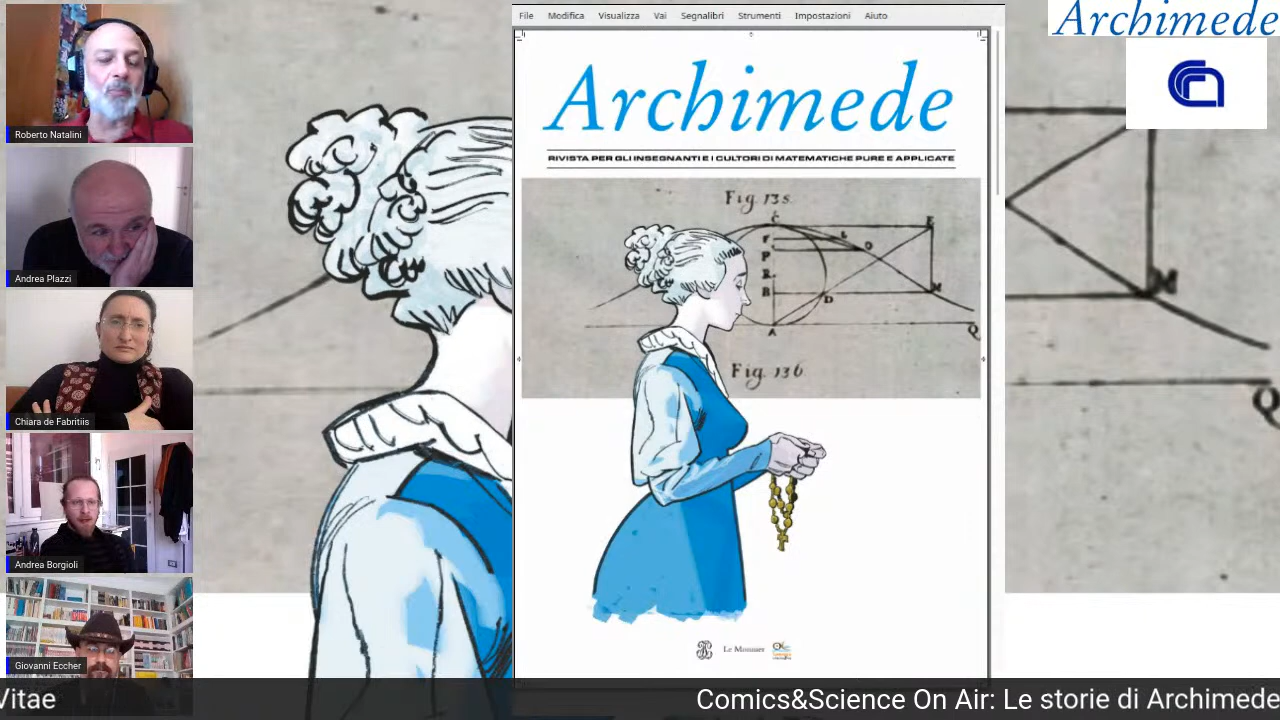 Roberto Natalini
Andrea Plazzi
Chiara de Fabritiis
Andrea Borgioli
Giovanni Eccher
File Modifica Visualizza Vai Segnalibri Strumenti Impostazioni Aiuto
Archimede
RIVISTA PER GLI INSEGNANTI E I CULTORI DI MATEMATICHE PURE E APPLICATE
Fig. 135
C
E
F
L
O
P
R
B
D
M
A
Q
Fig. 136
Le Monnier
Archimede
M
Q
Vitae
Comics&Science On Air: Le storie di Archimede